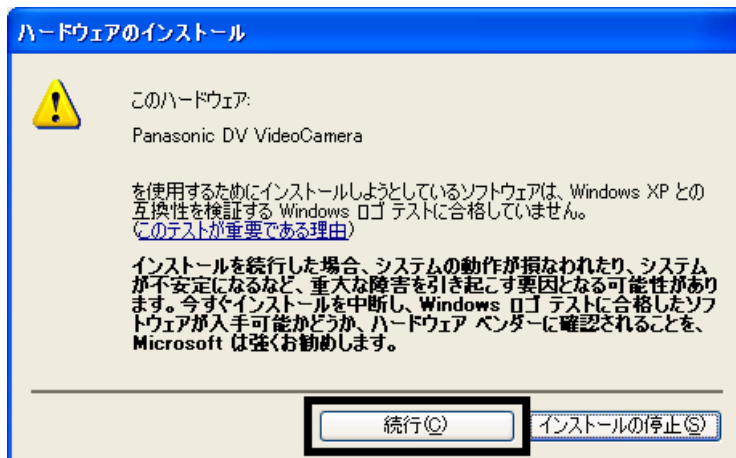 ハードウェアのインストール
このハードウェア:
Panasonic DV VideoCamera
を使用するためにインストールしようとしているソフトウェアは、Windows XP との
互換性を検証する Windows ロゴ テストに合格していません。
(このテストが重要である理由)
インストールを続行した場合、システムの動作が損なわれたり、システム
が不安定になるなど、重大な障害を引き起こす要因となる可能性があり
ます。今すぐインストールを中断し、Windows ロゴ テストに合格したソフ
トウェアが入手可能かどうか、ハードウェア ベンダーに確認されることを、
Microsoft は強くお勧めします。
続行(C) インストールの停止(S)